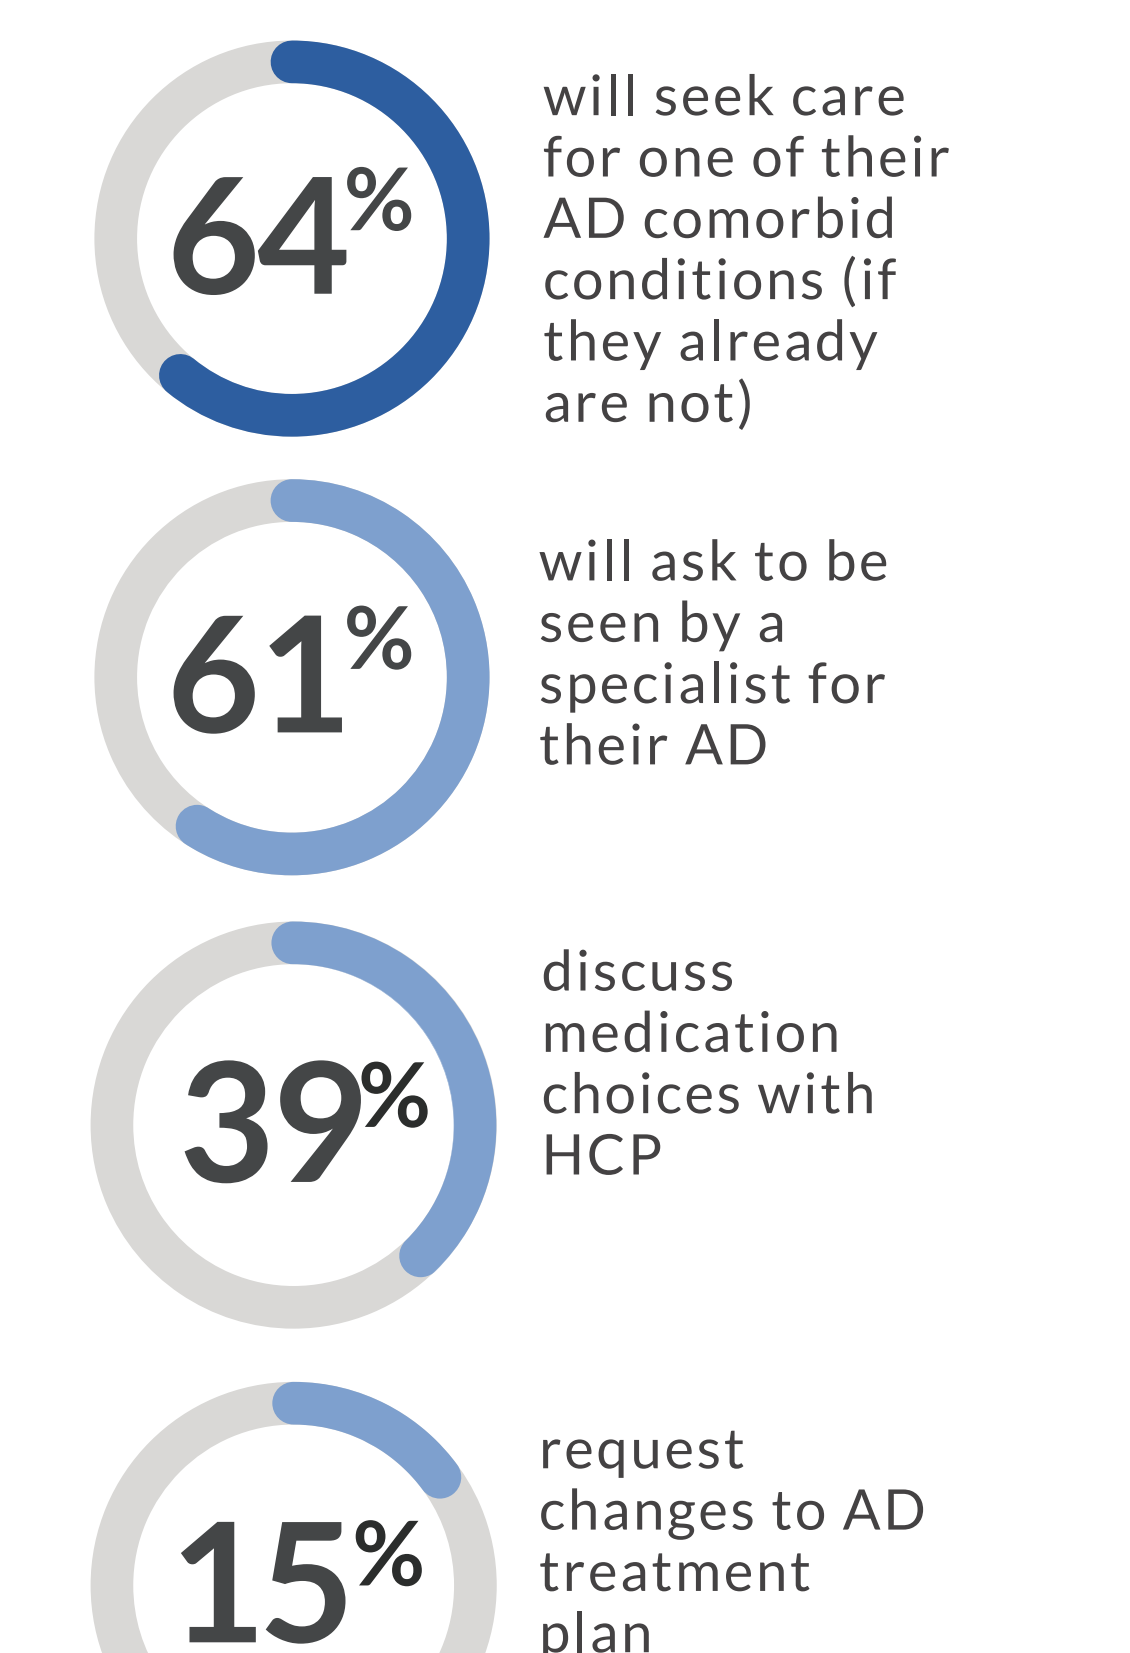 64%
will seek care
for one of their
AD comorbid
conditions (if
they already
are not)
61%
will ask to be
seen by a
specialist for
their AD
39%
discuss
medication
choices with
HCP
15%
request
changes to AD
treatment
plan